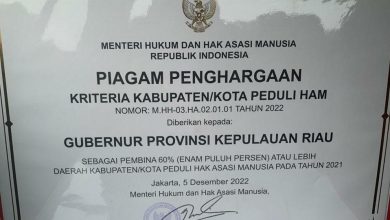 MENTERI HUKUM DAN HAK ASASI MANUSIA
REPUBLIK INDONESIA
PIAGAM PENGHARGAAN
KRITERIA KABUPATEN/KOTA PEDULI HAM
NOMOR: M.HH-03.HA.02.01.01 TAHUN 2022
Diberikan kepada:
GUBERNUR PROVINSI KEPULAUAN RIAU
SEBAGAI PEMBINA 60% (ENAM PULUH PERSEN) ATAU LEBIH
DAERAH KABUPATEN/KOTA PEDULI HAK ASASI MANUSIA PADA TAHUN 2021
Jakarta, 5 Desember 2022
Menteri Hukum dan Hak Asasi Manusia,